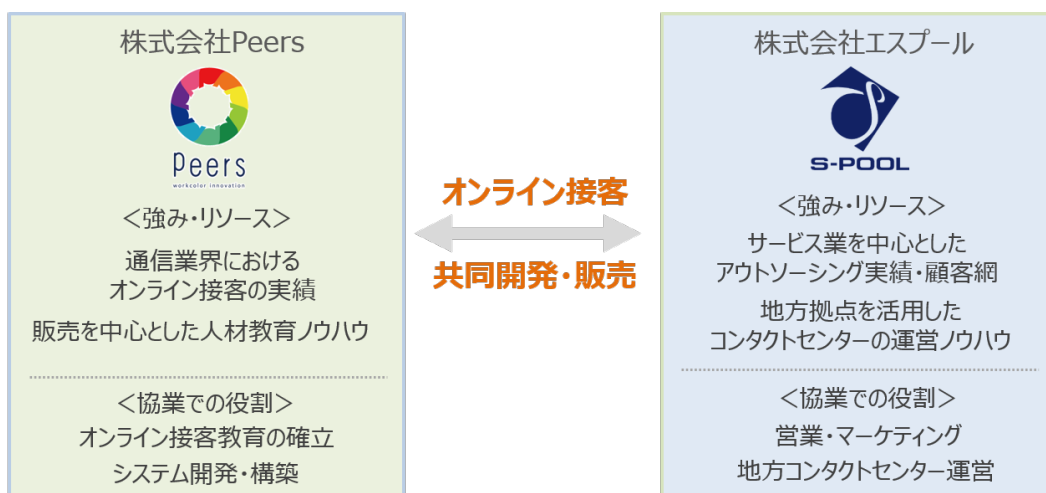 株式会社Peers
Peers
workcolor innovation
＜強み・リソース＞
通信業界における
オンライン接客の実績
販売を中心とした人材教育ノウハウ
＜協業での役割＞
オンライン接客教育の確立
システム開発・構築
オンライン接客
共同開発・販売
株式会社エスプール
S-POOL
＜強み・リソース＞
サービス業を中心とした
アウトソーシング実績・顧客網
地方拠点を活用した
コンタクトセンターの運営ノウハウ
＜協業での役割＞
営業・マーケティング
地方コンタクトセンター運営